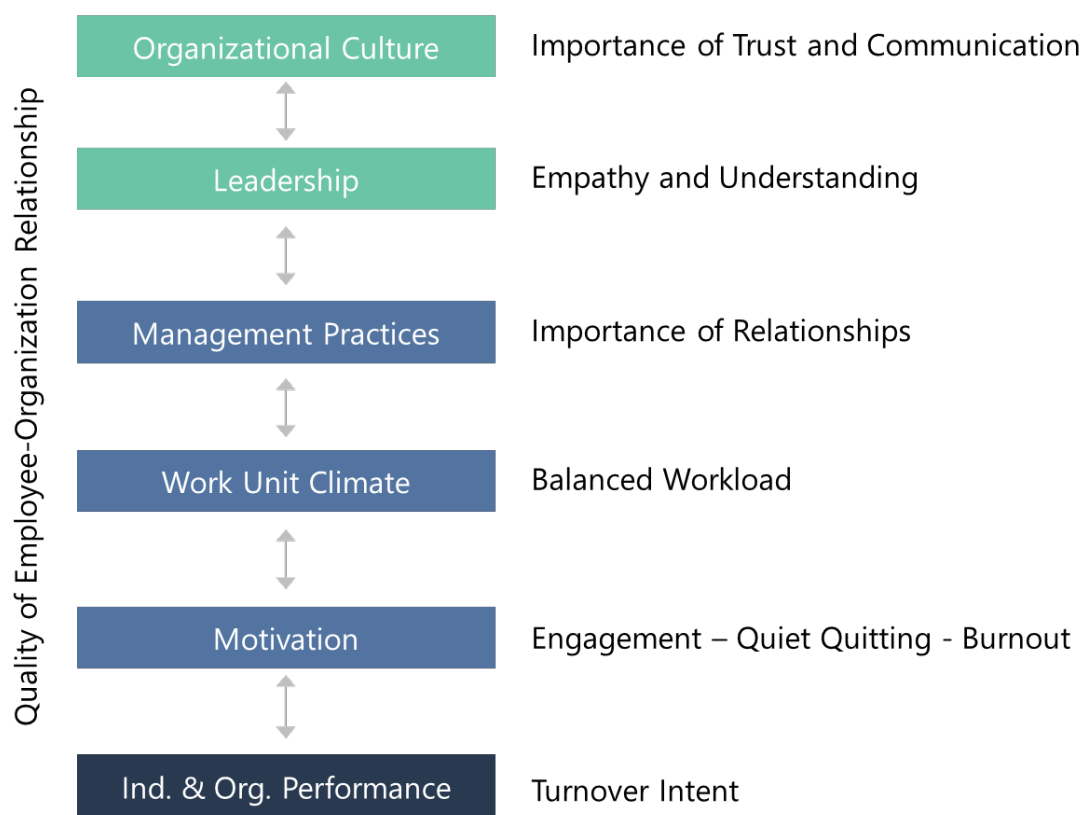 Quality of Employee-Organization Relationship
Organizational Culture
Importance of Trust and Communication
Leadership
Empathy and Understanding
Management Practices
Importance of Relationships
Work Unit Climate
Balanced Workload
Motivation
Engagement – Quiet Quitting - Burnout
Ind. & Org. Performance
Turnover Intent